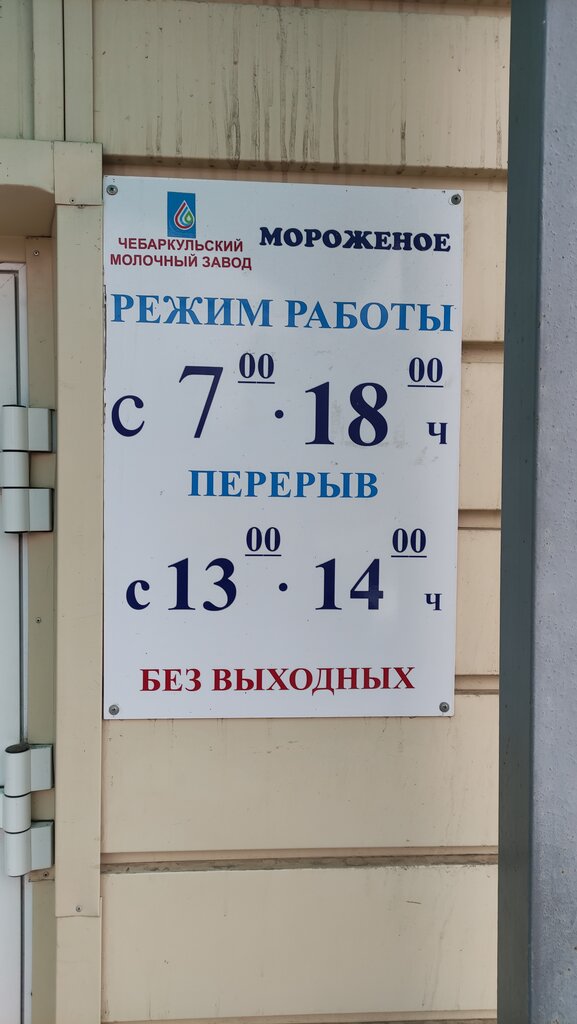 ЧЕБАРКУЛЬСКИЙ
МОЛОЧНЫЙ ЗАВОД
МОРОЖЕНОЕ
РЕЖИМ РАБОТЫ
с 7 00 · 18 00 ч
ПЕРЕРЫВ
с 13 00 · 14 00 ч
БЕЗ ВЫХОДНЫХ